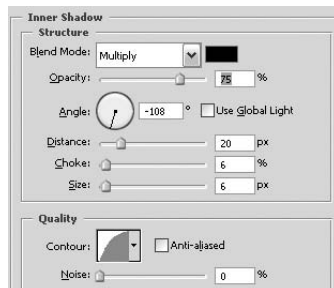 Inner Shadow
Structure
Blend Mode: Multiply
Opacity: 75 %
Angle: -108 ° Use Global Light
Distance: 20 px
Choke: 6 %
Size: 6 px
Quality
Contour: Anti-aliased
Noise: 0 %